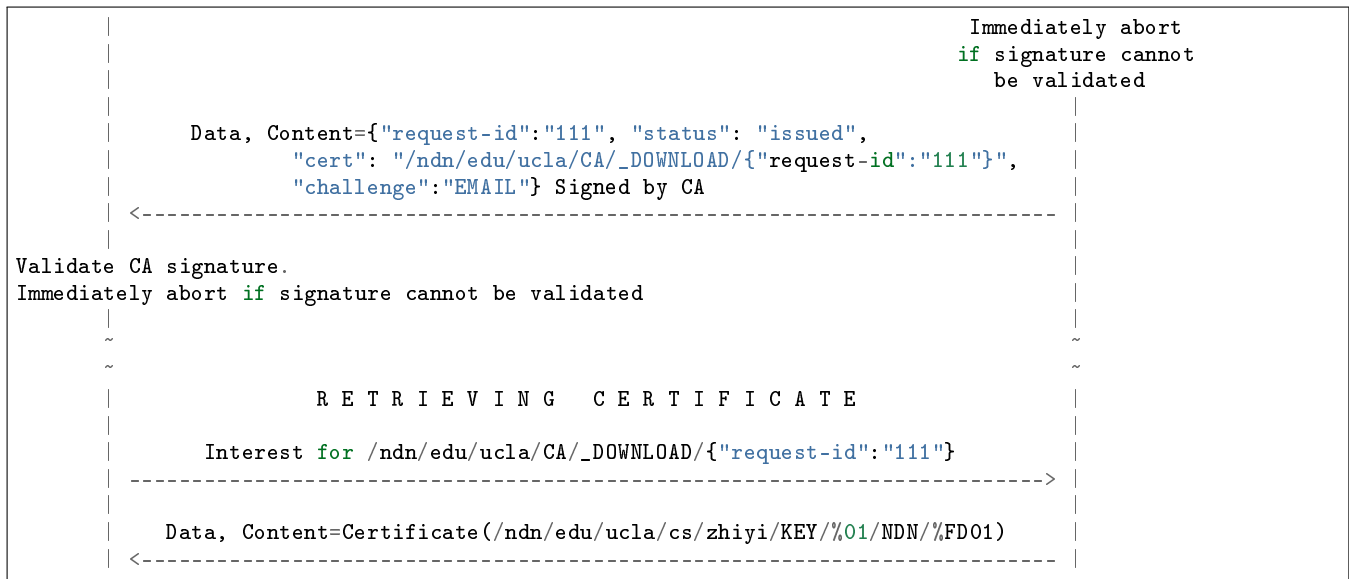 Immediately abort
if signature cannot
be validated
Data, Content={"request-id":"111", "status": "issued",
"cert": "/ndn/edu/ucla/CA/_DOWNLOAD/{"request-id":"111"}",
"challenge":"EMAIL"} Signed by CA
<-------------------------------------------------------------------------
Validate CA signature.
Immediately abort if signature cannot be validated
~ ~
~ ~
R E T R I E V I N G   C E R T I F I C A T E
Interest for /ndn/edu/ucla/CA/_DOWNLOAD/{"request-id":"111"}
------------------------------------------------------------------------->
Data, Content=Certificate(/ndn/edu/ucla/cs/zhiyi/KEY/%01/NDN/%FD01)
<-------------------------------------------------------------------------